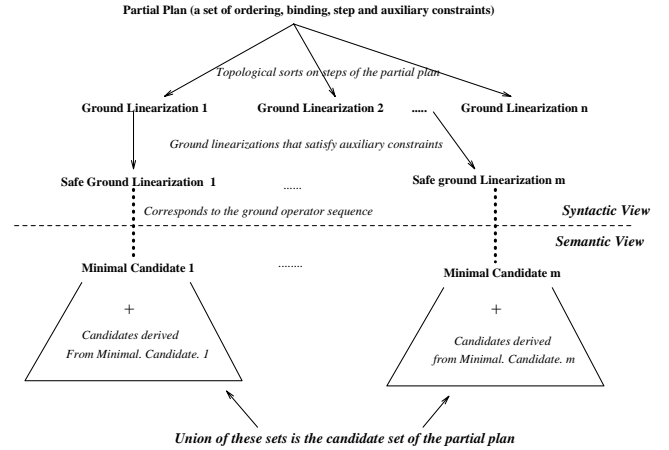 Partial Plan (a set of ordering, binding, step and auxiliary constraints)
Topological sorts on steps of the partial plan
Ground Linearization 1 Ground Linearization 2 ..... Ground Linearization n
Ground linearizations that satisfy auxiliary constraints
Safe Ground Linearization 1 ...... Safe ground Linearization m
Corresponds to the ground operator sequence Syntactic View
Semantic View
Minimal Candidate 1 ........ Minimal Candidate m
+ +
Candidates derived Candidates derived
From Minimal. Candidate. 1 from Minimal. Candidate. m
Union of these sets is the candidate set of the partial plan